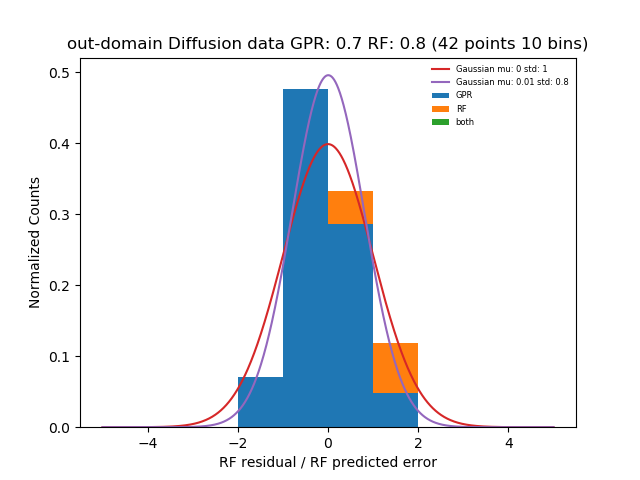 out-domain Diffusion data GPR: 0.7 RF: 0.8 (42 points 10 bins)
Gaussian mu: 0 std: 1
Gaussian mu: 0.01 std: 0.8
GPR
RF
both
Normalized Counts
0.5
0.4
0.3
0.2
0.1
0.0
−4
−2
0
2
4
RF residual / RF predicted error